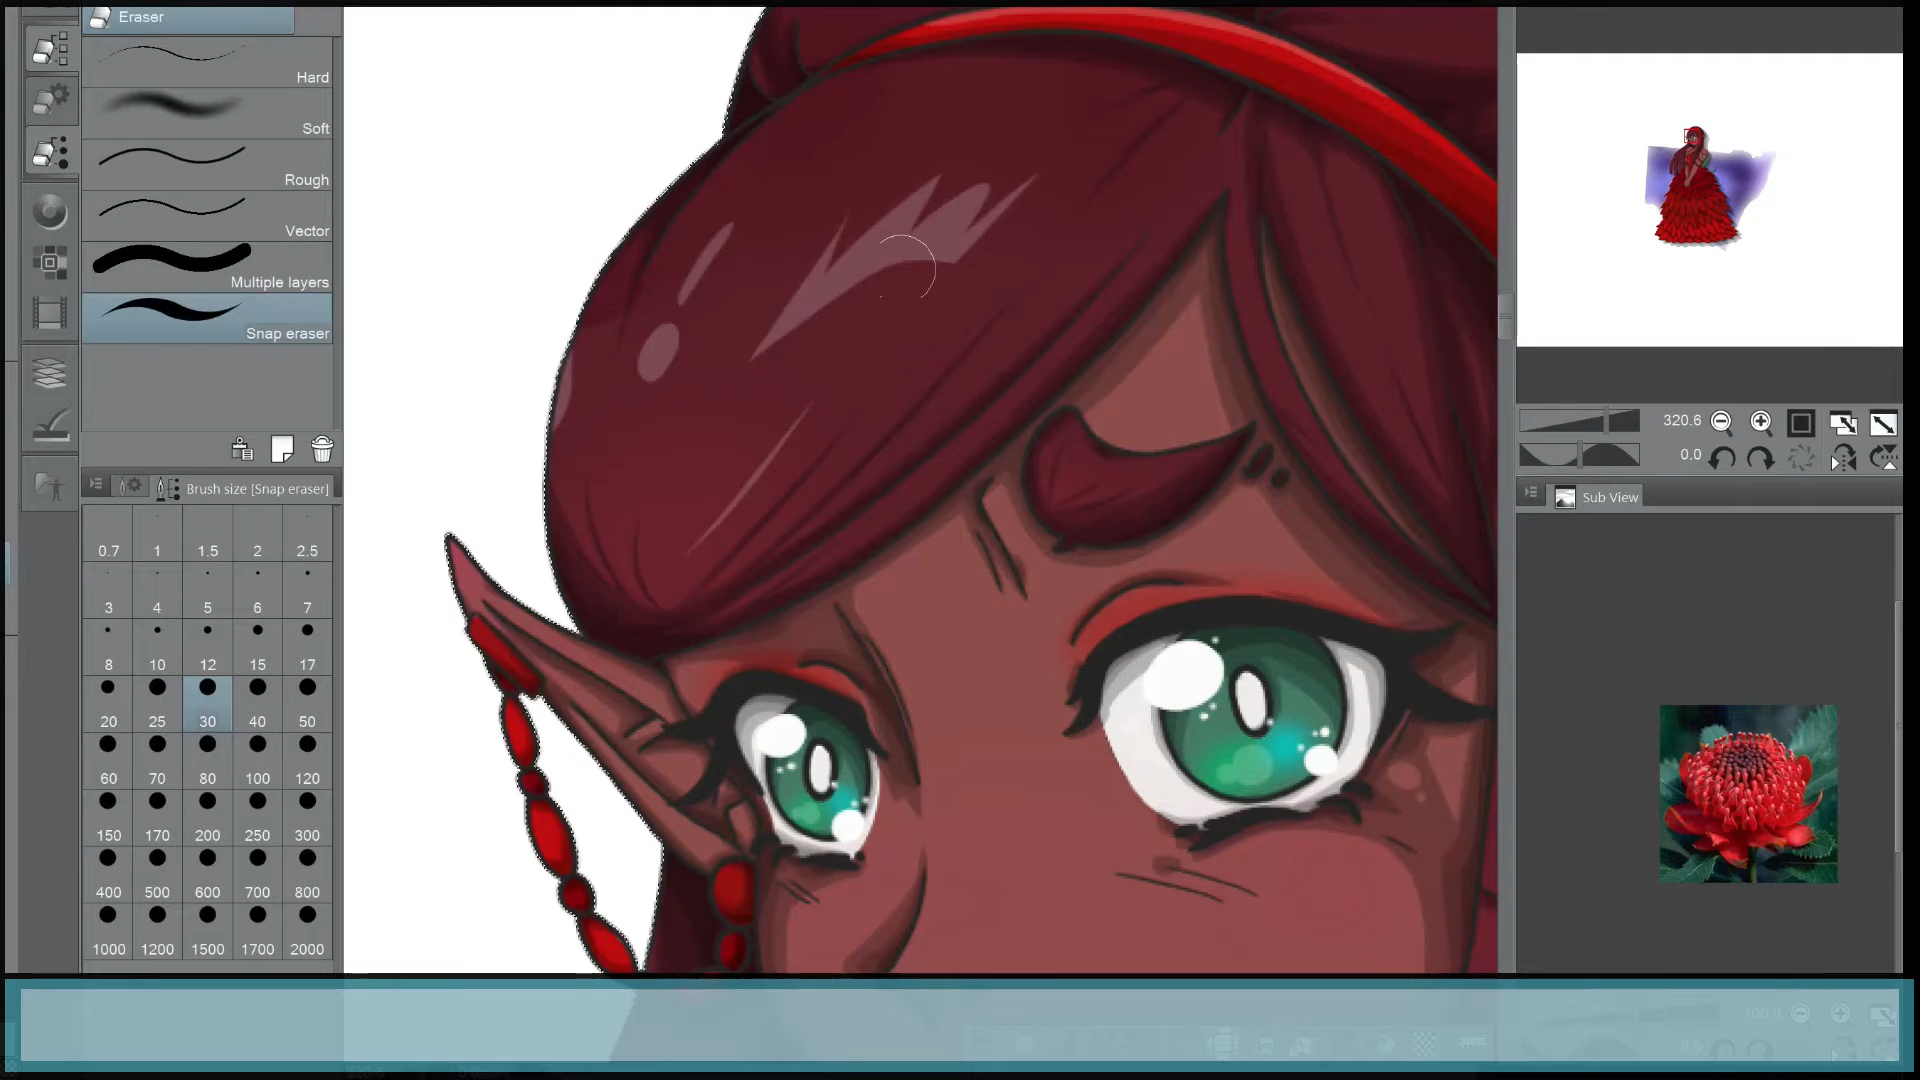 Eraser
Hard
Soft
Rough
Vector
Multiple layers
Snap eraser
Brush size [Snap eraser]
0.7 1 1.5 2 2.5
3 4 5 6 7
8 10 12 15 17
20 25 30 40 50
60 70 80 100 120
150 170 200 250 300
400 500 600 700 800
1000 1200 1500 1700 2000
320.6
0.0
Sub View